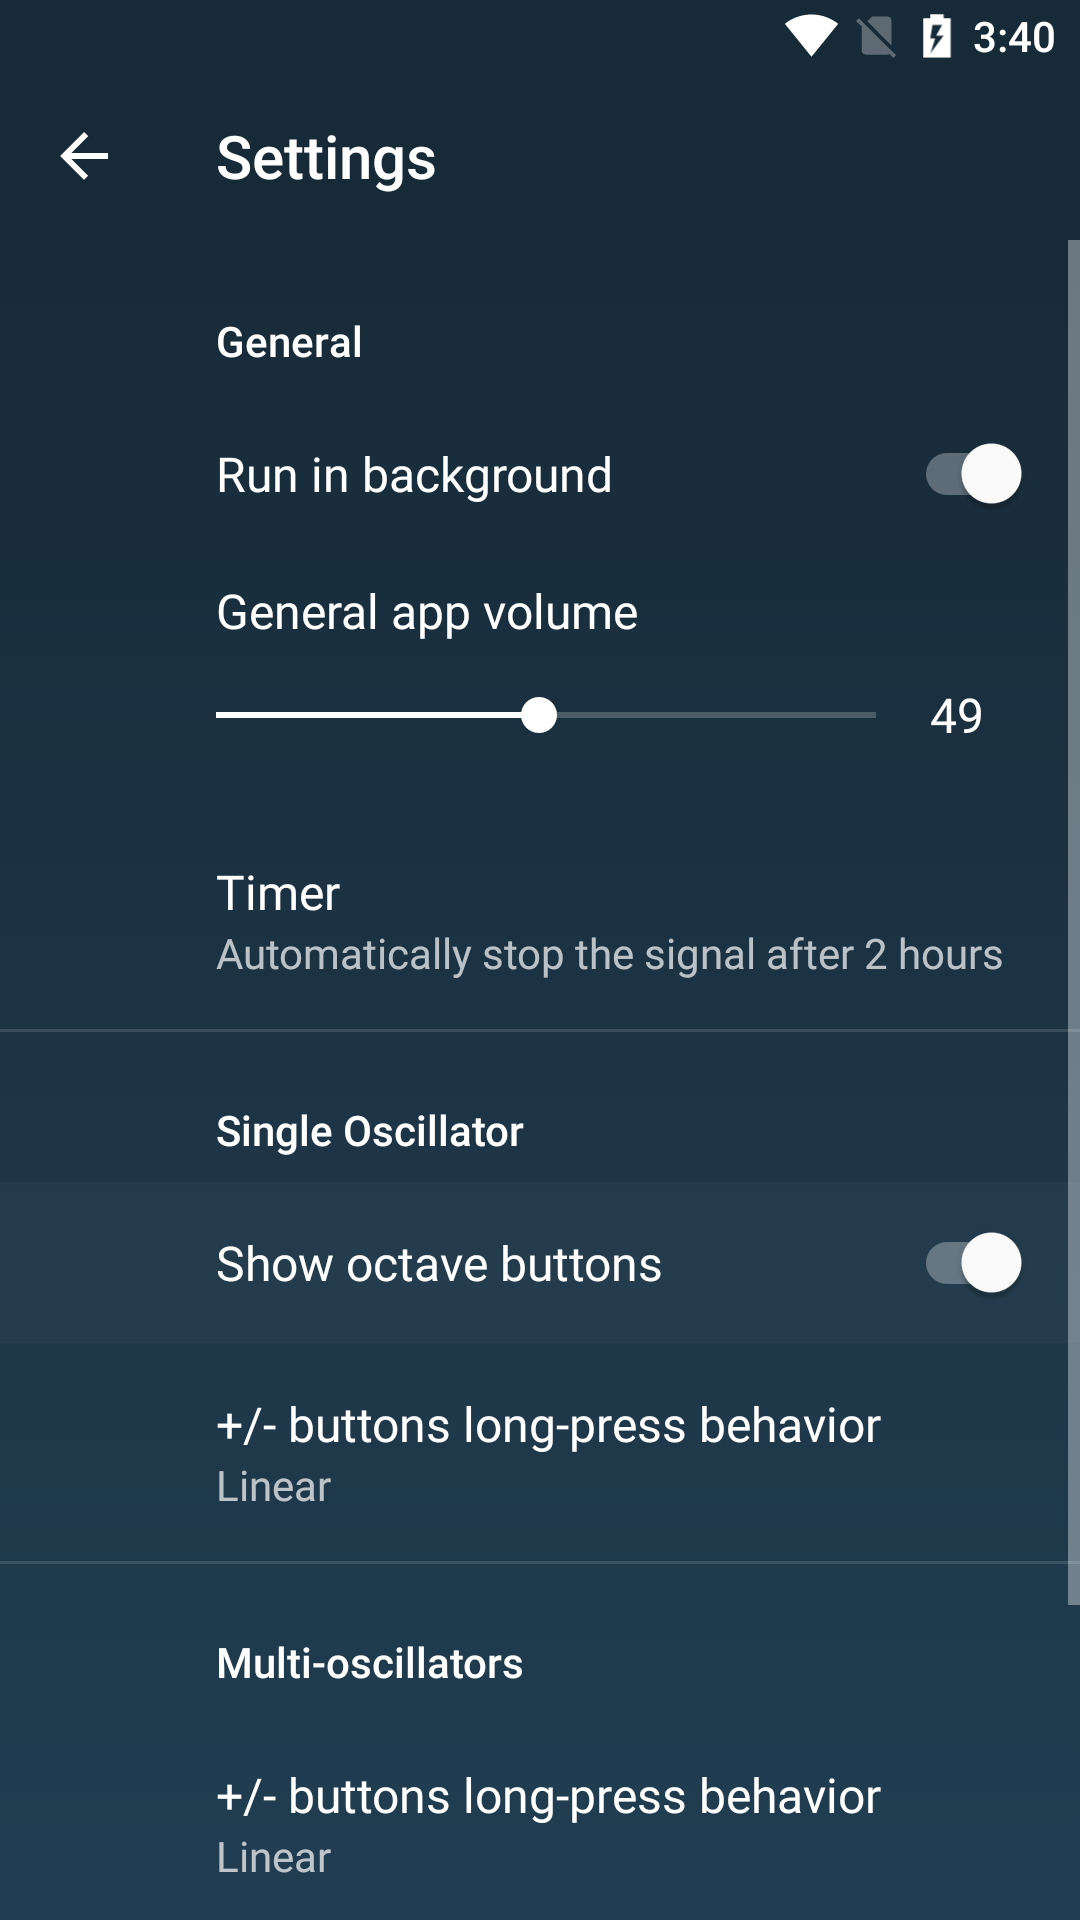 3:40
Settings
General
Run in background
General app volume
49
Timer
Automatically stop the signal after 2 hours
Single Oscillator
Show octave buttons
+/- buttons long-press behavior
Linear
Multi-oscillators
+/- buttons long-press behavior
Linear